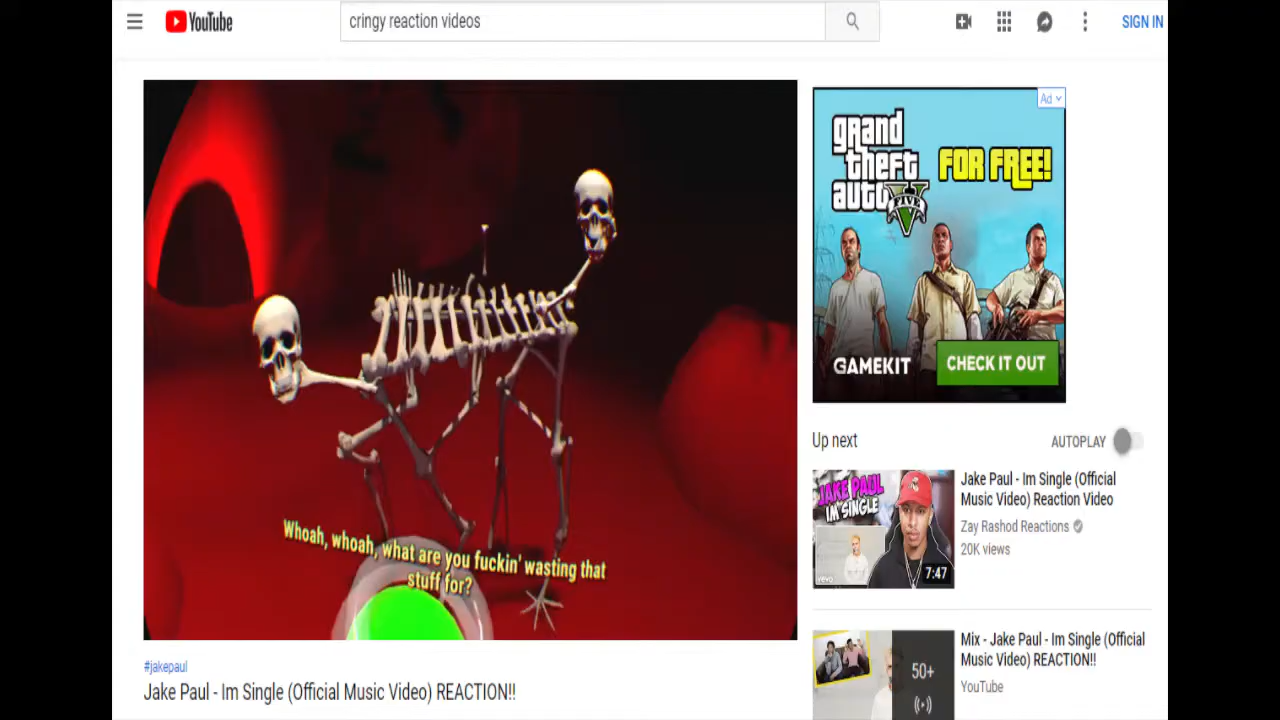 YouTube
cringy reaction videos
SIGN IN
Whoah, whoah, what are you fuckin' wasting that
stuff for?
#jakepaul
Jake Paul - Im Single (Official Music Video) REACTION!!
Ad
grand
theft
auto V
FIVE
FOR FREE!
GAMEKIT
CHECK IT OUT
Up next
AUTOPLAY
JAKE PAUL
IM SINGLE
vevo
7:47
Jake Paul - Im Single (Official
Music Video) Reaction Video
Zay Rashod Reactions
20K views
50+
Mix - Jake Paul - Im Single (Official
Music Video) REACTION!!
YouTube